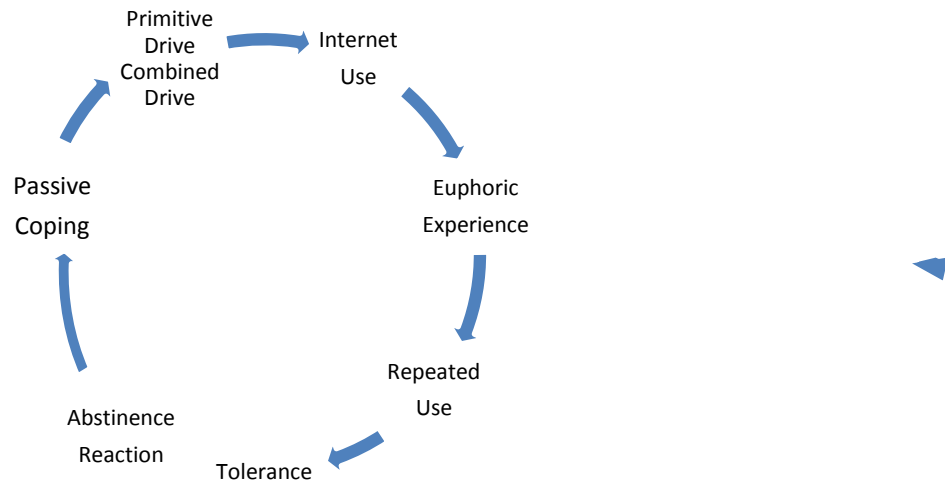 Primitive
Drive
Combined
Drive
Internet
Use
Euphoric
Experience
Repeated
Use
Tolerance
Abstinence
Reaction
Passive
Coping